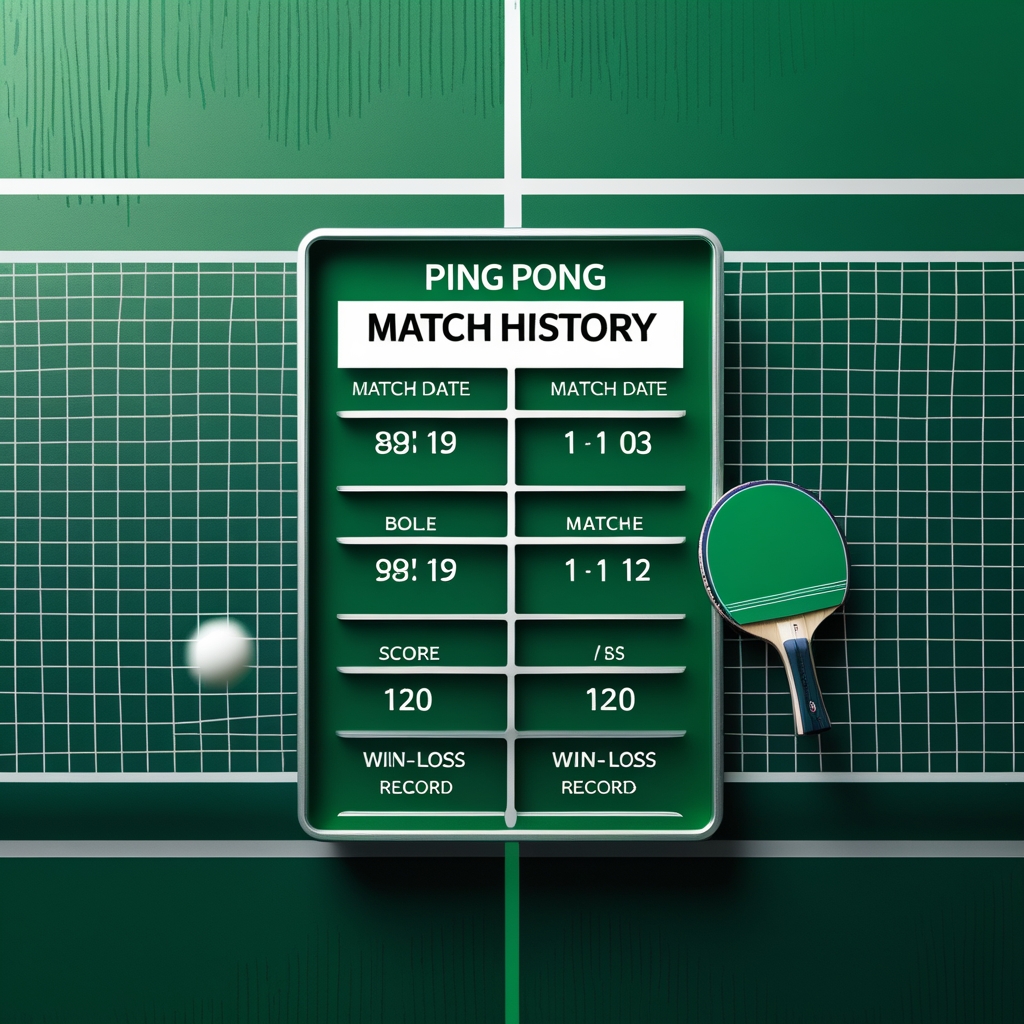 PING PONG
MATCH HISTORY
MATCH DATE MATCH DATE
88! 19 1-1 03
BOLE MATCHE
98! 19 1-1 12
SCORE / BS
120 120
WIN-LOSS WIN-LOSS
RECORD RECORD